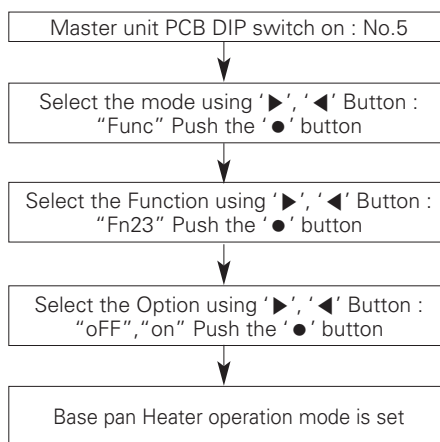 Master unit PCB DIP switch on : No.5
Select the mode using ‘▶’, ‘◀’ Button :
“Func” Push the ‘●’ button
Select the Function using ‘▶’, ‘◀’ Button :
“Fn23” Push the ‘●’ button
Select the Option using ‘▶’, ‘◀’ Button :
“oFF”,“on” Push the ‘●’ button
Base pan Heater operation mode is set